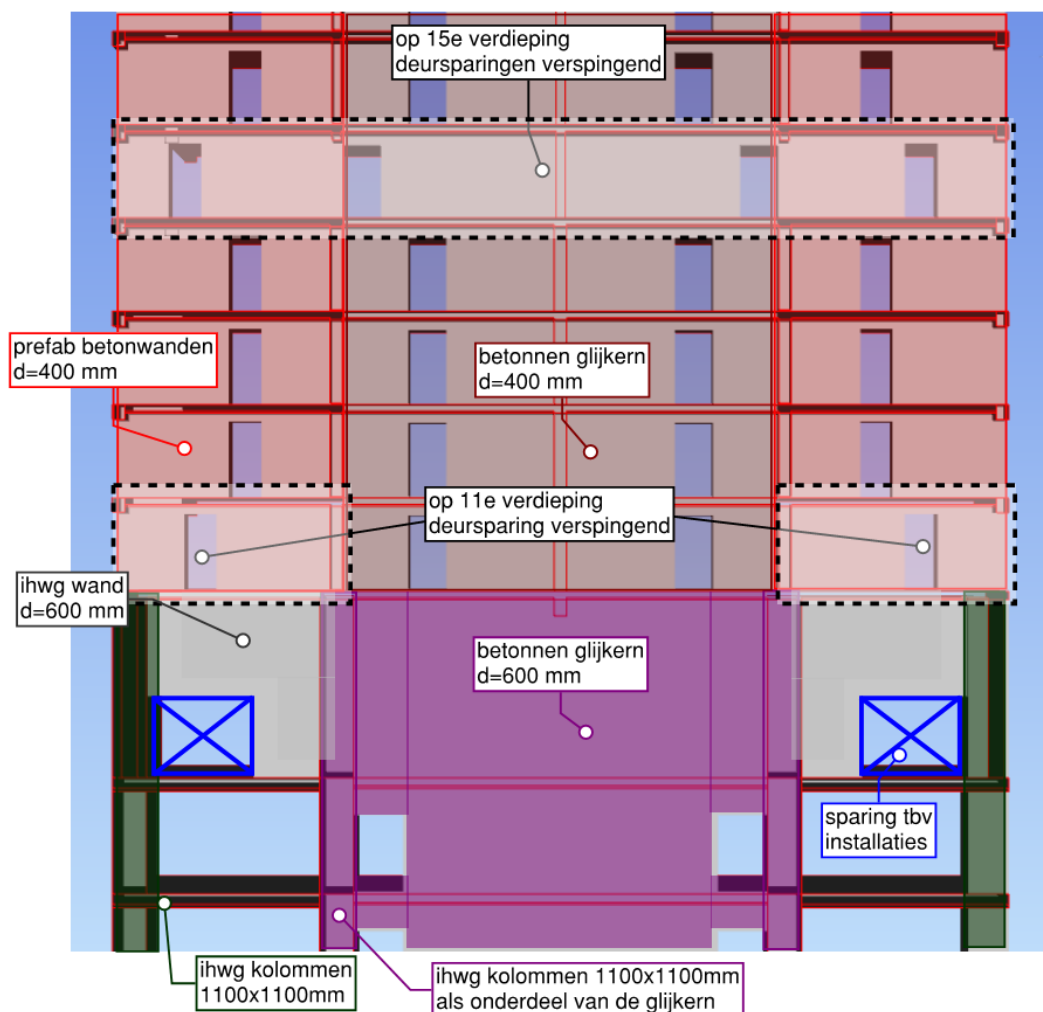 op 15e verdieping
deursparingen verspingend
prefab betonwanden
d=400 mm
betonnen glijkern
d=400 mm
op 11e verdieping
deursparing verspingend
ihwg wand
d=600 mm
betonnen glijkern
d=600 mm
sparing tbv
installaties
ihwg kolommen
1100x1100mm
ihwg kolommen 1100x1100mm
als onderdeel van de glijkern